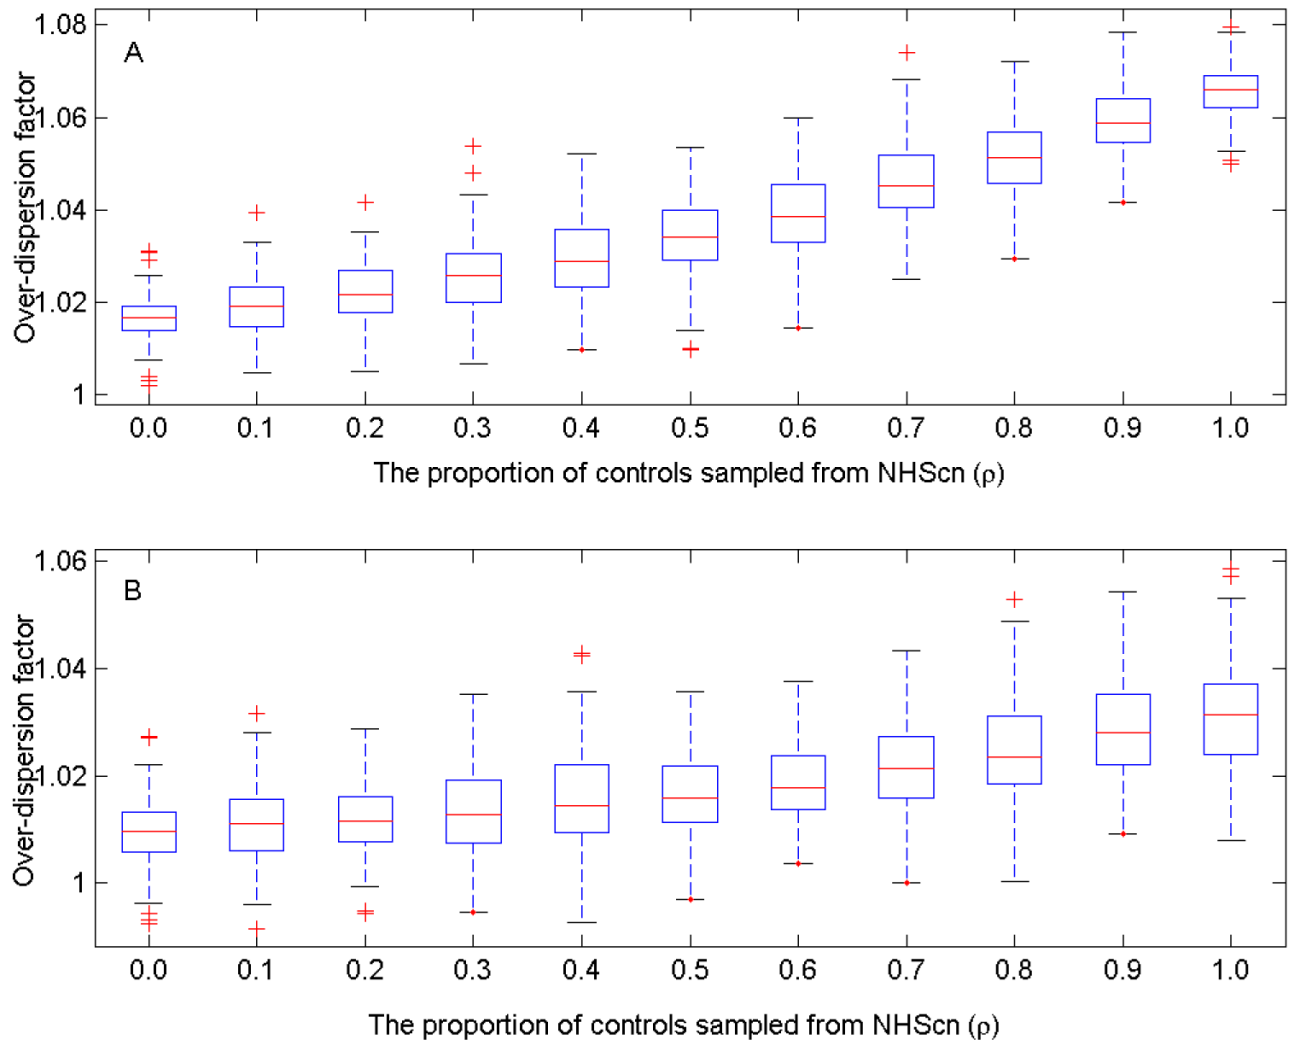 A
Over-dispersion factor
1.08
1.06
1.04
1.02
1
0.0 0.1 0.2 0.3 0.4 0.5 0.6 0.7 0.8 0.9 1.0
The proportion of controls sampled from NHScn (ρ)
B
Over-dispersion factor
1.06
1.04
1.02
1
0.0 0.1 0.2 0.3 0.4 0.5 0.6 0.7 0.8 0.9 1.0
The proportion of controls sampled from NHScn (ρ)